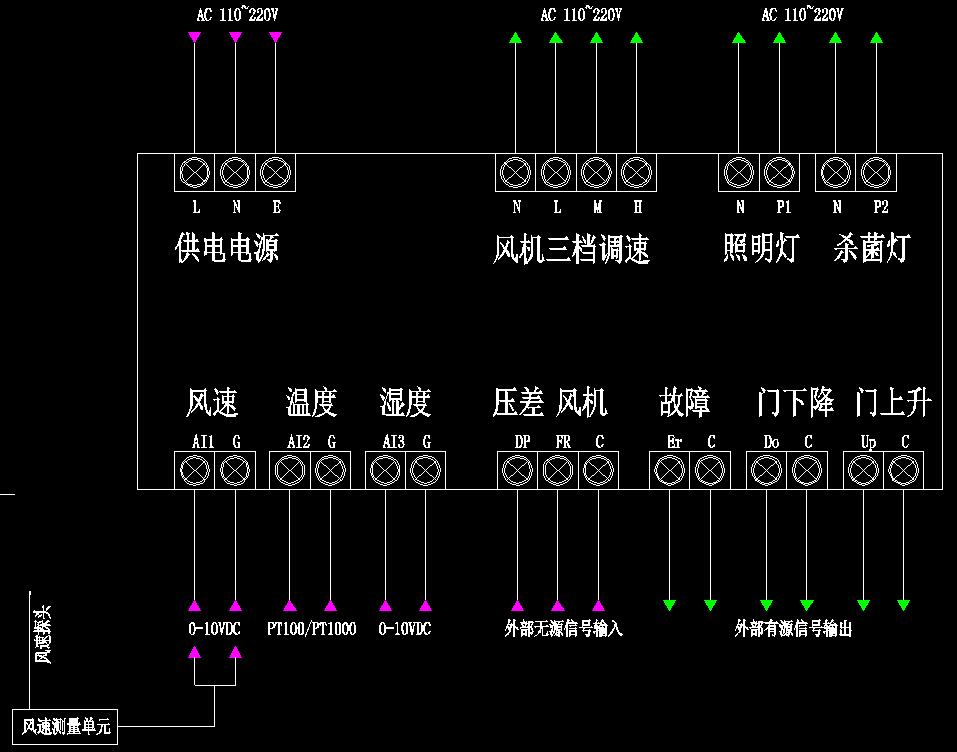 AC 110~220V AC 110~220V AC 110~220V
L N E N L M H N P1 N P2
供电电源 风机三档调速 照明灯 杀菌灯
风速 温度 湿度 压差 风机 故障 门下降 门上升
AI1 G AI2 G AI3 G DP FR C Er C Do C Up C
0-10VDC PT100/PT1000 0-10VDC 外部无源信号输入 外部有源信号输出
风速探头
风速测量单元